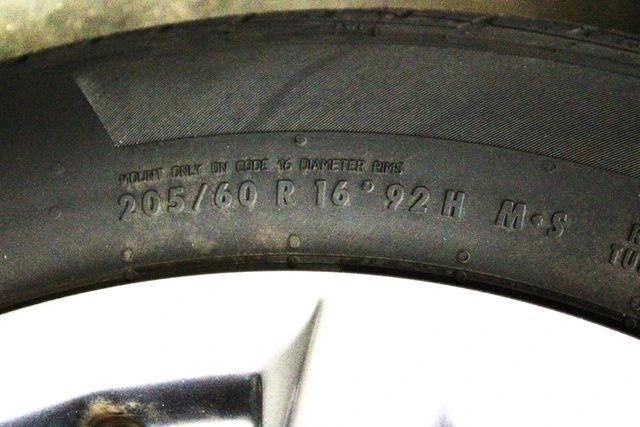 MOUNT ONLY ON CODE 16 DIAMETER RIMS
205/60 R 16 92 H M•S